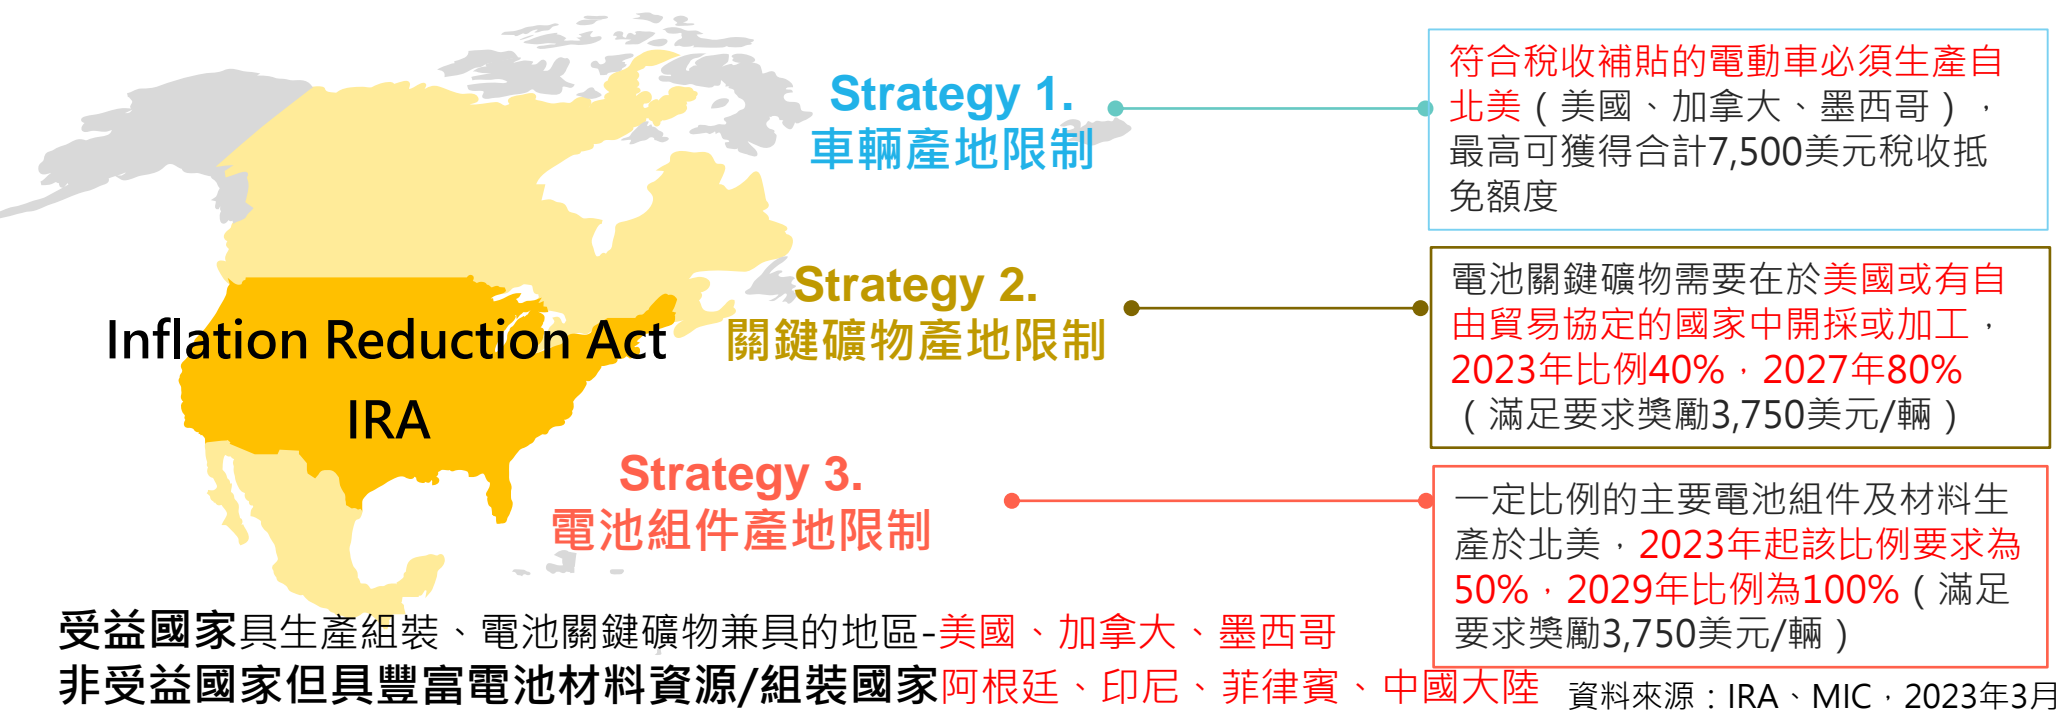 Strategy 1.
車輛產地限制
符合稅收補貼的電動車必須生產自
北美（美國、加拿大、墨西哥），
最高可獲得合計7,500美元稅收抵
免額度
Strategy 2.
關鍵礦物產地限制
電池關鍵礦物需要在於美國或有自
由貿易協定的國家中開採或加工，
2023年比例40%，2027年80%
（滿足要求獎勵3,750美元/輛）
Inflation Reduction Act
IRA
Strategy 3.
電池組件產地限制
一定比例的主要電池組件及材料生
產於北美，2023年起該比例要求為
50%，2029年比例為100%（滿足
要求獎勵3,750美元/輛）
受益國家具生產組裝、電池關鍵礦物兼具的地區-美國、加拿大、墨西哥
非受益國家但具豐富電池材料資源/組裝國家阿根廷、印尼、菲律賓、中國大陸
資料來源：IRA、MIC，2023年3月